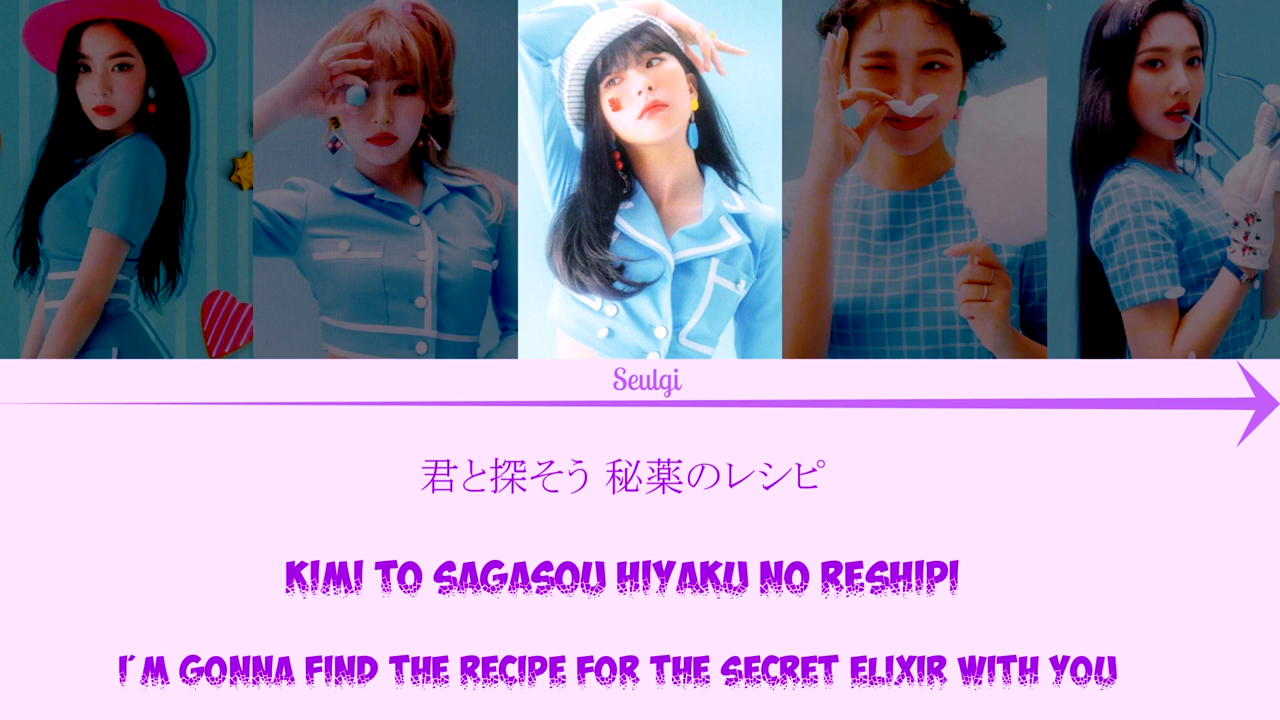 Seulgi
君と探そう 秘薬のレシピ
KIMI TO SAGASOU HIYAKU NO RESHIPI
I´M GONNA FIND THE RECIPE FOR THE SECRET ELIXIR WITH YOU